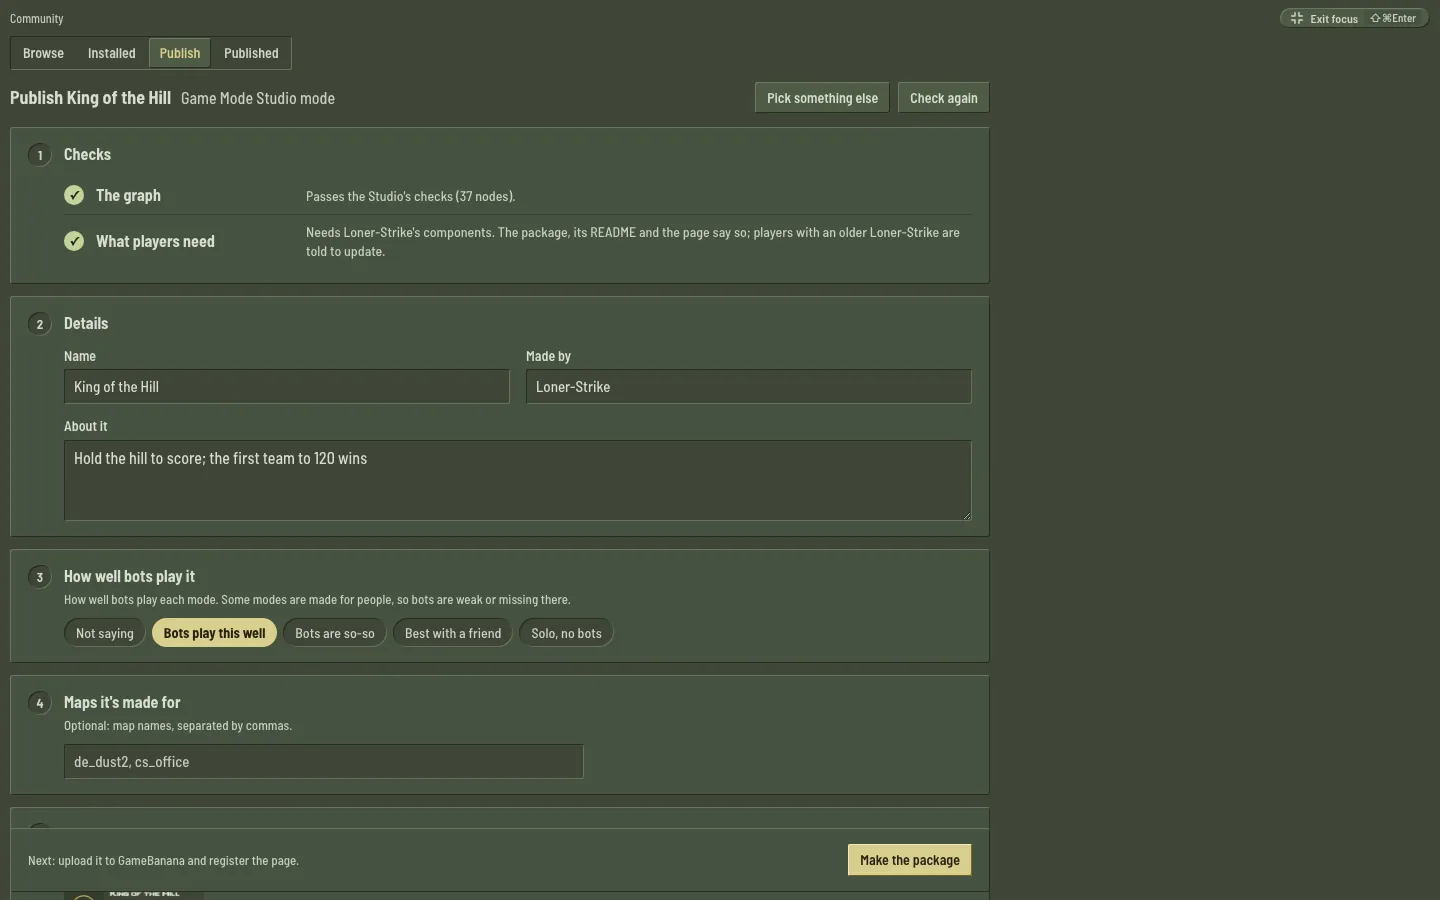 Community
Exit focus ⇧⌘Enter
Browse Installed Publish Published
Publish King of the Hill Game Mode Studio mode
Pick something else Check again
1 Checks
The graph Passes the Studio's checks (37 nodes).
What players need Needs Loner-Strike's components. The package, its README and the page say so; players with an older Loner-Strike are
told to update.
2 Details
Name Made by
King of the Hill Loner-Strike
About it
Hold the hill to score; the first team to 120 wins
3 How well bots play it
How well bots play each mode. Some modes are made for people, so bots are weak or missing there.
Not saying Bots play this well Bots are so-so Best with a friend Solo, no bots
4 Maps it's made for
Optional: map names, separated by commas.
de_dust2, cs_office
Next: upload it to GameBanana and register the page. Make the package
KING OF THE HILL